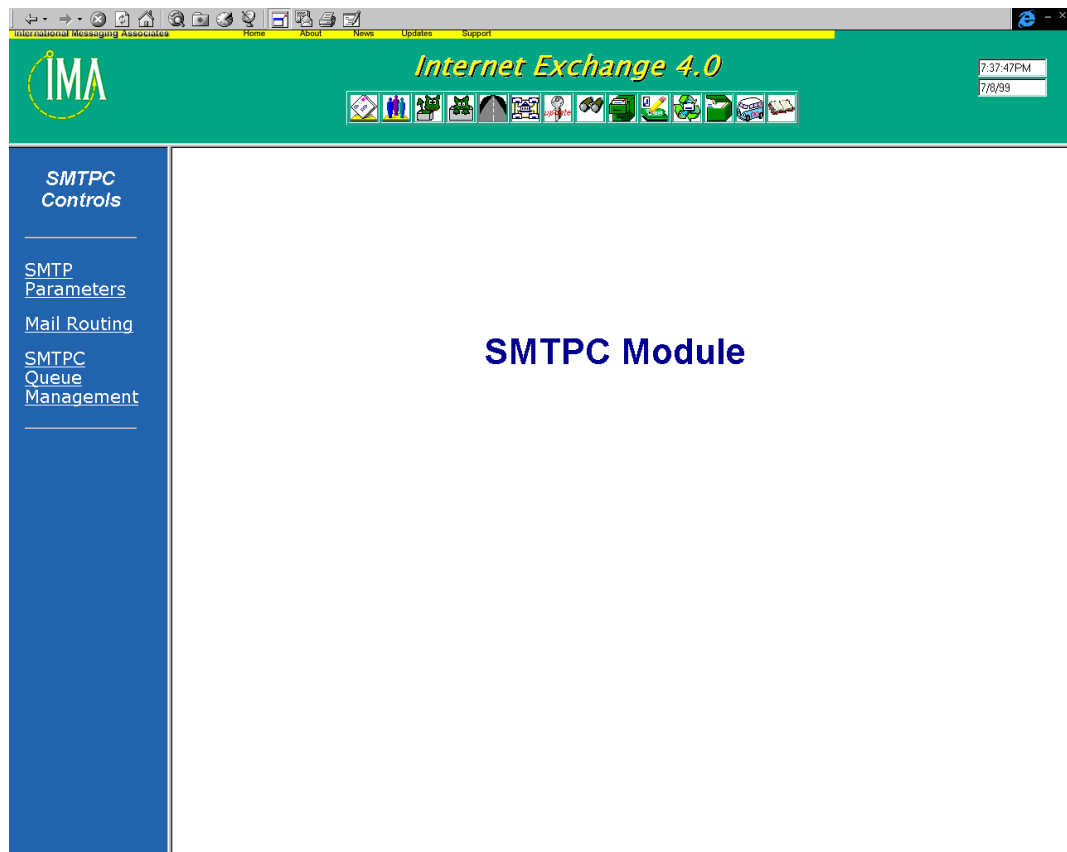 International Messaging Associates
Home About News Updates Support
IMA
Internet Exchange 4.0
7:37:47PM
7/8/99
update
SMTPC
Controls
SMTP
Parameters
Mail Routing
SMTPC
Queue
Management
SMTPC Module